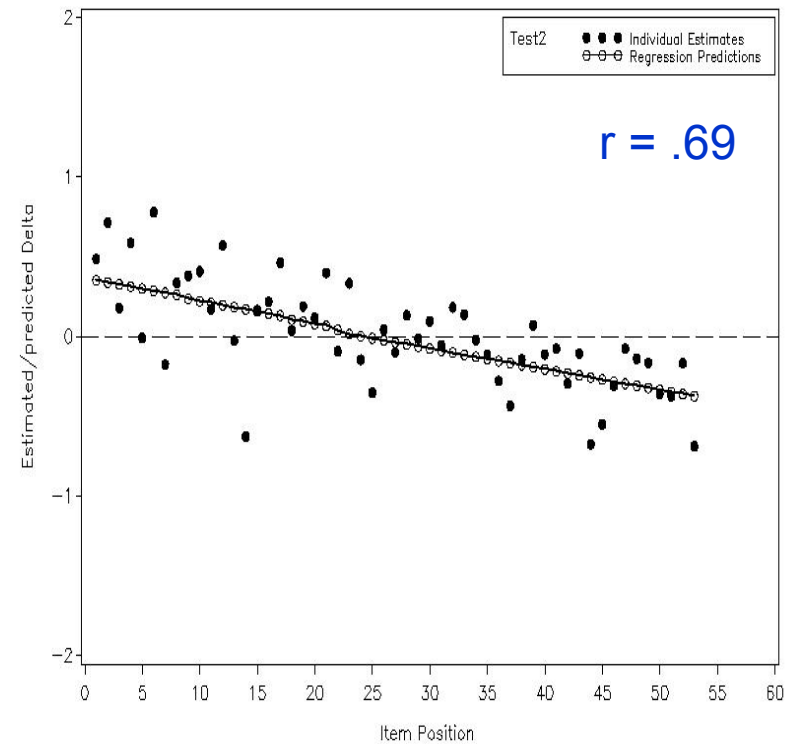 Test2
Individual Estimates
Regression Predictions
r = .69
Estimated/predicted Delta
2
1
0
−1
−2
0 5 10 15 20 25 30 35 40 45 50 55 60
Item Position